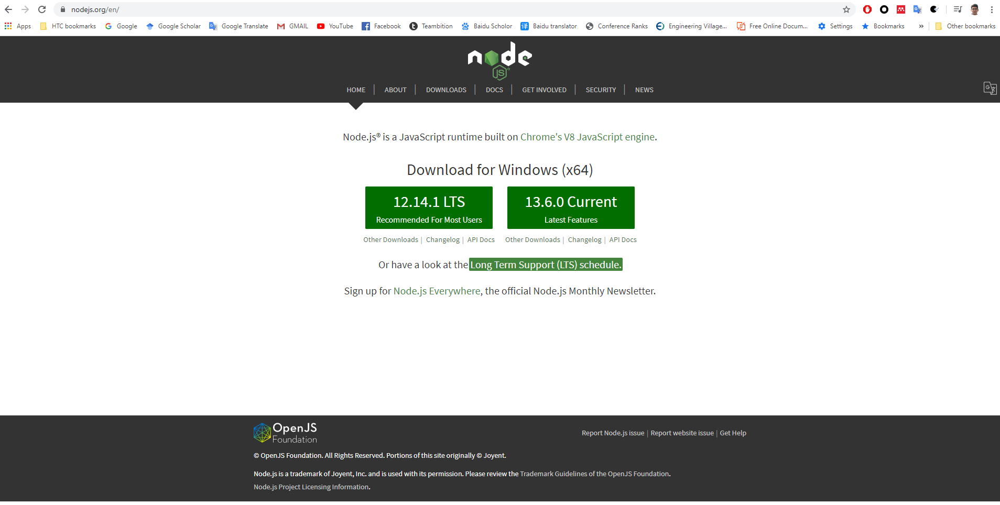 nodejs.org/en/
Apps HTC bookmarks Google Google Scholar Google Translate GMAIL YouTube Facebook Teambition Baidu Scholor Baidu translator Conference Ranks Engineering Village... Free Online Docum... Settings Bookmarks » Other bookmarks
node
JS
HOME | ABOUT | DOWNLOADS | DOCS | GET INVOLVED | SECURITY | NEWS
Node.js® is a JavaScript runtime built on Chrome's V8 JavaScript engine.
Download for Windows (x64)
12.14.1 LTS
Recommended For Most Users
13.6.0 Current
Latest Features
Other Downloads | Changelog | API Docs
Other Downloads | Changelog | API Docs
Or have a look at the Long Term Support (LTS) schedule.
Sign up for Node.js Everywhere, the official Node.js Monthly Newsletter.
OpenJS
Foundation
Report Node.js issue | Report website issue | Get Help
© OpenJS Foundation. All Rights Reserved. Portions of this site originally © Joyent.
Node.js is a trademark of Joyent, Inc. and is used with its permission. Please review the Trademark Guidelines of the OpenJS Foundation.
Node.js Project Licensing Information.